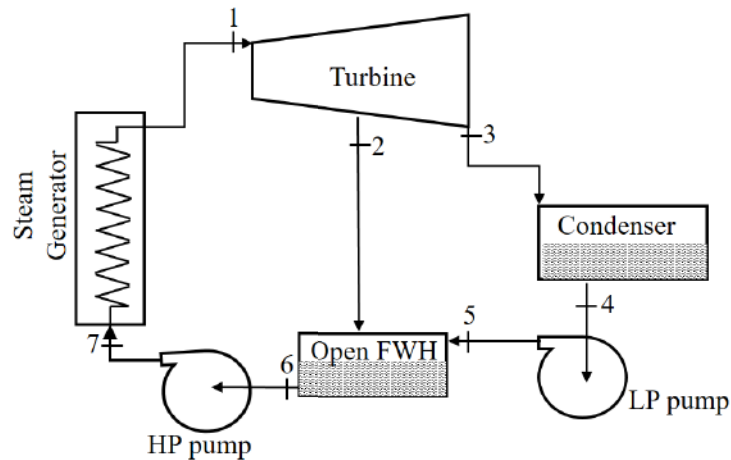 1
Turbine
2
3
Steam
Generator
Condenser
4
5
Open FWH
6
7
LP pump
HP pump